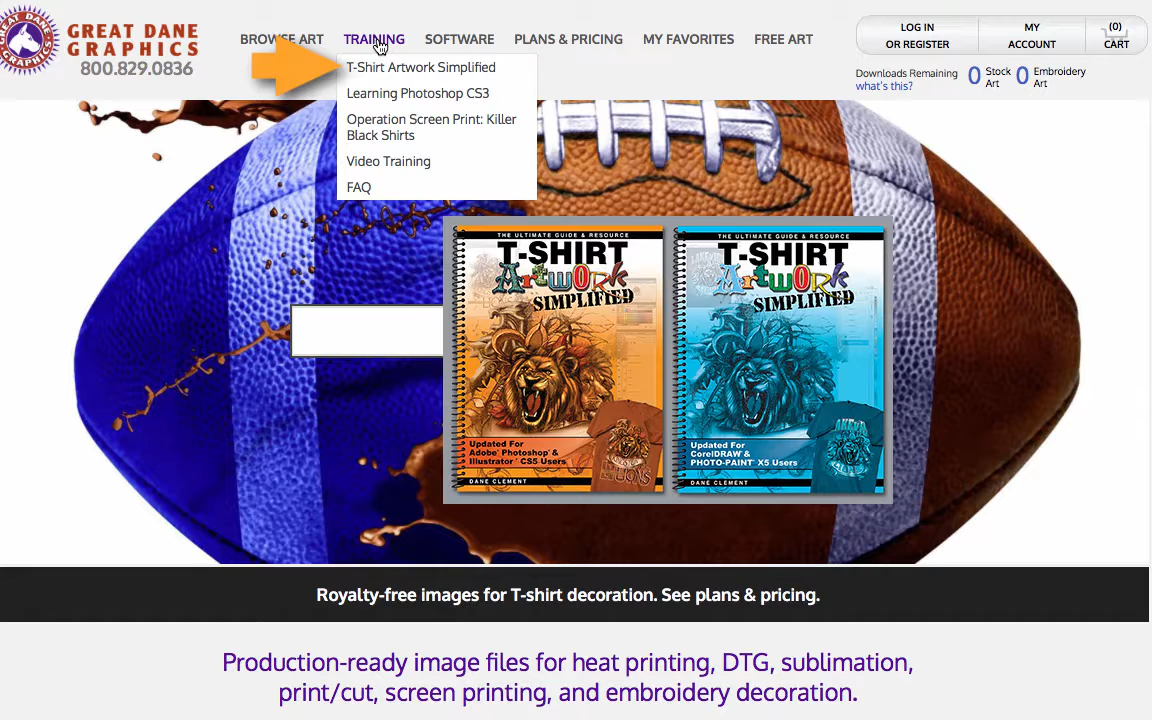 GREAT DANE
GRAPHICS
800.829.0836
BROWSE ART
TRAINING
SOFTWARE
PLANS & PRICING
MY FAVORITES
FREE ART
LOG IN
OR REGISTER
MY
ACCOUNT
(0)
CART
Downloads Remaining
what's this?
0 Stock
Art
0 Embroidery
Art
T-Shirt Artwork Simplified
Learning Photoshop CS3
Operation Screen Print: Killer
Black Shirts
Video Training
FAQ
THE ULTIMATE GUIDE & RESOURCE
T-SHIRT
Artwork
SIMPLIFIED
Updated For
Adobe Photoshop &
Illustrator CS5 Users
DANE CLEMENT
THE ULTIMATE GUIDE & RESOURCE
T-SHIRT
Artwork
SIMPLIFIED
Updated For
CorelDRAW &
PHOTO-PAINT X5 Users
DANE CLEMENT
Royalty-free images for T-shirt decoration. See plans & pricing.
Production-ready image files for heat printing, DTG, sublimation,
print/cut, screen printing, and embroidery decoration.